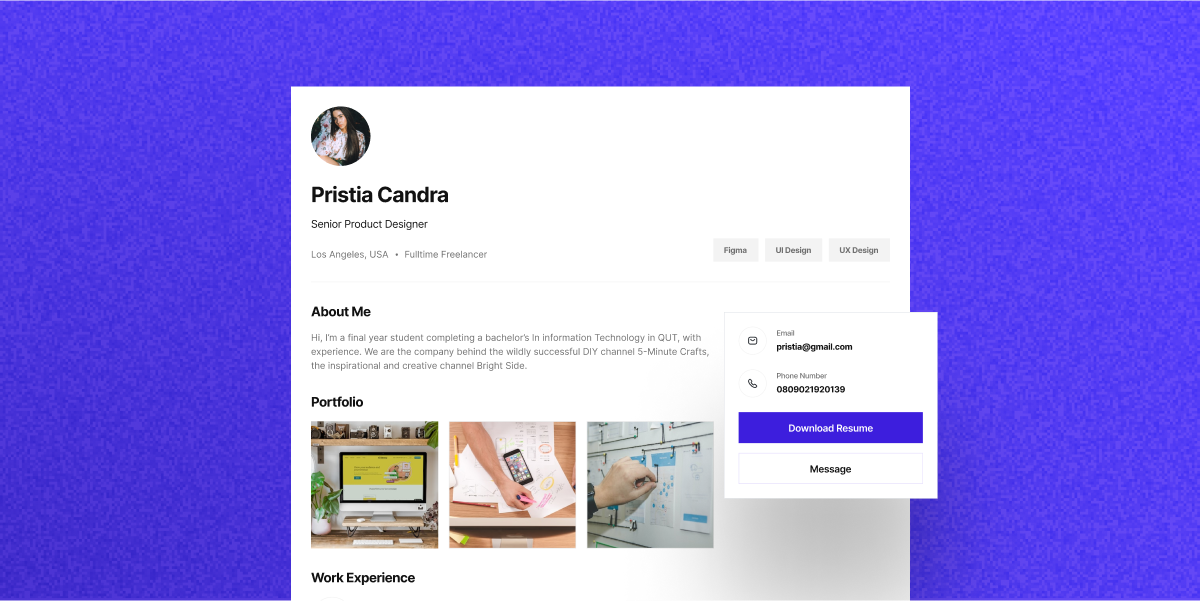 Pristia Candra
Senior Product Designer
Los Angeles, USA • Fulltime Freelancer
Figma
UI Design
UX Design
About Me
Hi, I'm a final year student completing a bachelor's In information Technology in QUT, with
experience. We are the company behind the wildly successful DIY channel 5-Minute Crafts,
the inspirational and creative channel Bright Side.
Email
pristia@gmail.com
Phone Number
0809021920139
Download Resume
Message
Portfolio
Work Experience